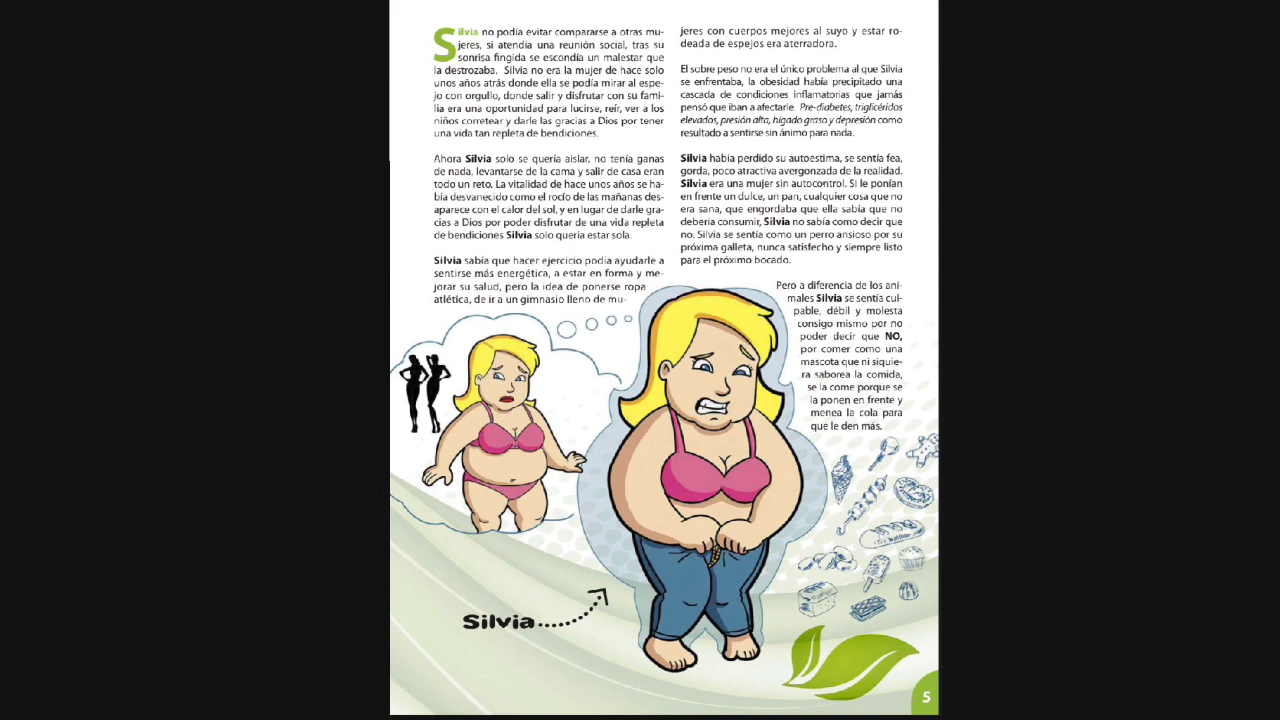 Silvia no podía evitar compararse a otras mu-
jeres, si atendía una reunión social, tras su
sonrisa fingida se escondía un malestar que
la destrozaba. Silvia no era la mujer de hace solo
unos años atrás donde ella se podía mirar al espe-
jo con orgullo, donde salir y disfrutar con su fami-
lia era una oportunidad para lucirse, reír, ver a los
niños corretear y darle las gracias a Dios por tener
una vida tan repleta de bendiciones.
Ahora Silvia solo se quería aislar, no tenía ganas
de nada, levantarse de la cama y salir de casa eran
todo un reto. La vitalidad de hace unos años se ha-
bía desvanecido como el rocío de las mañanas des-
aparece con el calor del sol, y en lugar de darle gra-
cias a Dios por poder disfrutar de una vida repleta
de bendiciones Silvia solo quería estar sola.
Silvia sabía que hacer ejercicio podía ayudarle a
sentirse más energética, a estar en forma y me-
jorar su salud, pero la idea de ponerse ropa
atlética, de ir a un gimnasio lleno de mu-
jeres con cuerpos mejores al suyo y estar ro-
deada de espejos era aterradora.
El sobre peso no era el único problema al que Silvia
se enfrentaba, la obesidad había precipitado una
cascada de condiciones inflamatorias que jamás
pensó que iban a afectarle. Pre-diabetes, triglicéridos
elevados, presión alta, hígado graso y depresión como
resultado a sentirse sin ánimo para nada.
Silvia había perdido su autoestima, se sentía fea,
gorda, poco atractiva avergonzada de la realidad.
Silvia era una mujer sin autocontrol. Si le ponían
en frente un dulce, un pan, cualquier cosa que no
era sana, que engordaba que ella sabía que no
deberia consumir, Silvia no sabía como decir que
no. Silvia se sentía como un perro ansioso por su
próxima galleta, nunca satisfecho y siempre listo
para el próximo bocado.
Pero a diferencia de los ani-
males Silvia se sentía cul-
pable, débil y molesta
consigo mismo por no
poder decir que NO,
por comer como una
mascota que ni siquie-
ra saborea la comida,
se la come porque se
la ponen en frente y
menea la cola para
que le den más.
Silvia
5